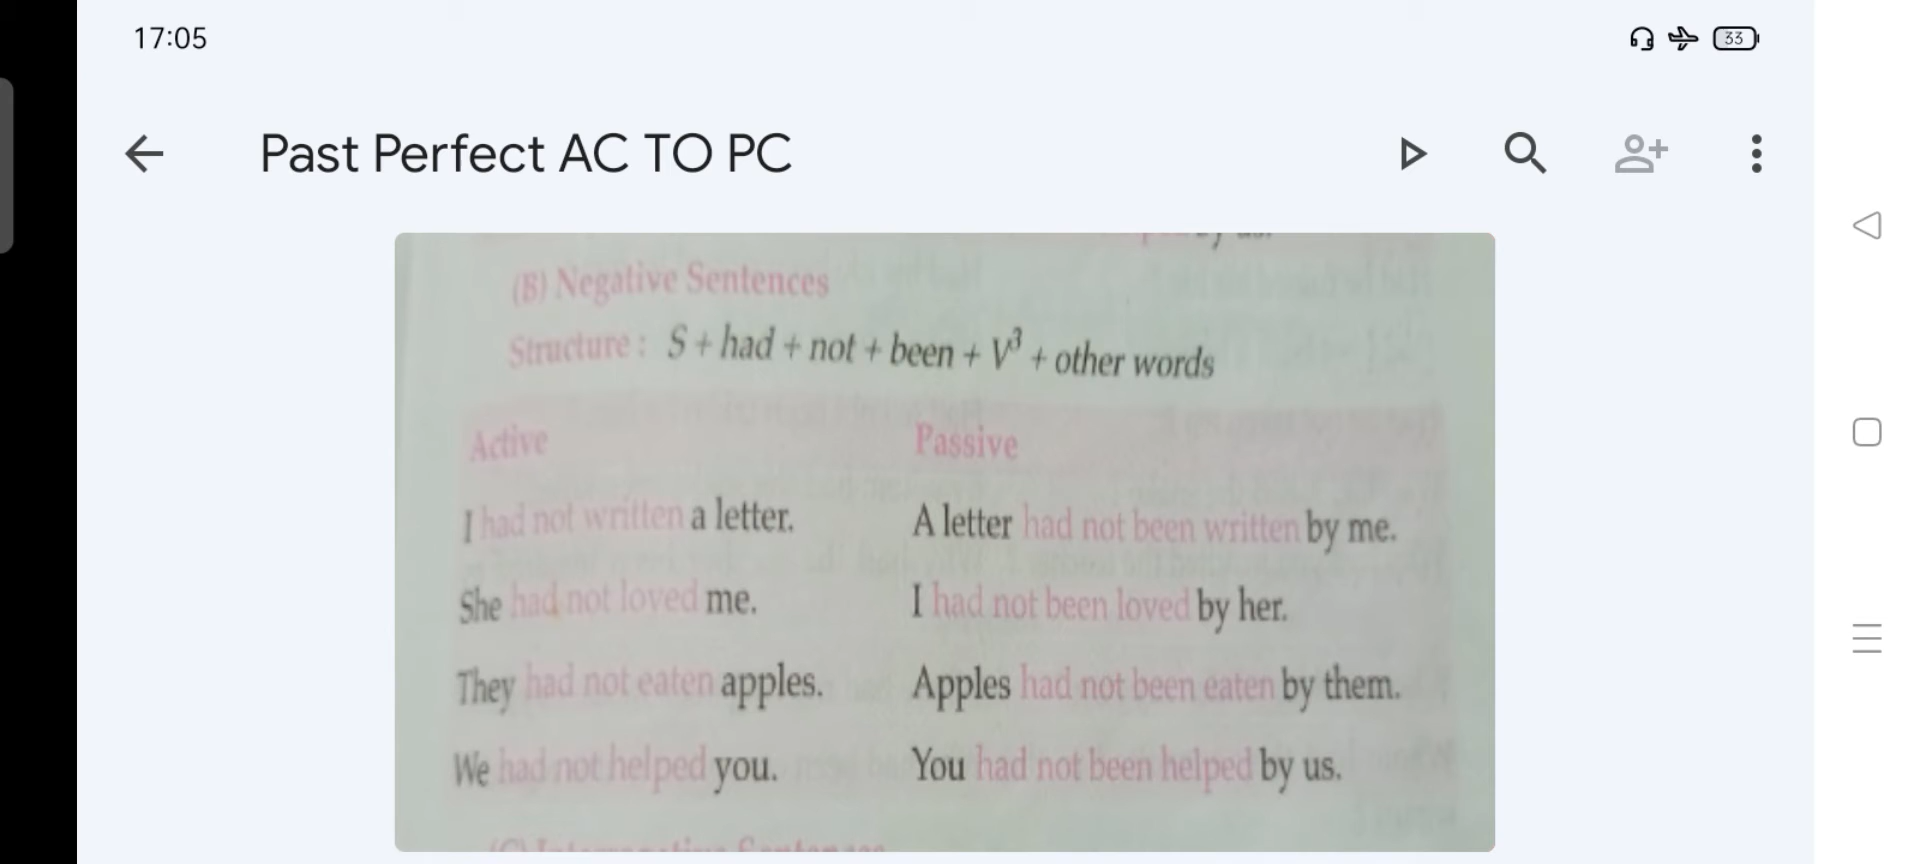 17:05
33
Past Perfect AC TO PC
(B) Negative Sentences
Structure : S + had + not + been + V³ + other words
Active Passive
I had not written a letter. A letter had not been written by me.
She had not loved me. I had not been loved by her.
They had not eaten apples. Apples had not been eaten by them.
We had not helped you. You had not been helped by us.